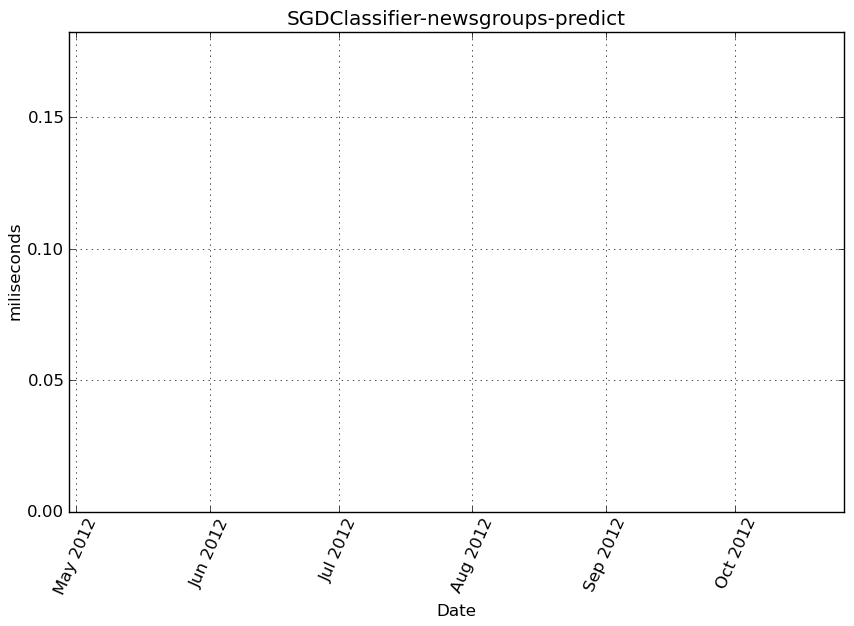 SGDClassifier-newsgroups-predict
0.15
0.10
0.05
0.00
miliseconds
May 2012
Jun 2012
Jul 2012
Aug 2012
Sep 2012
Oct 2012
Date